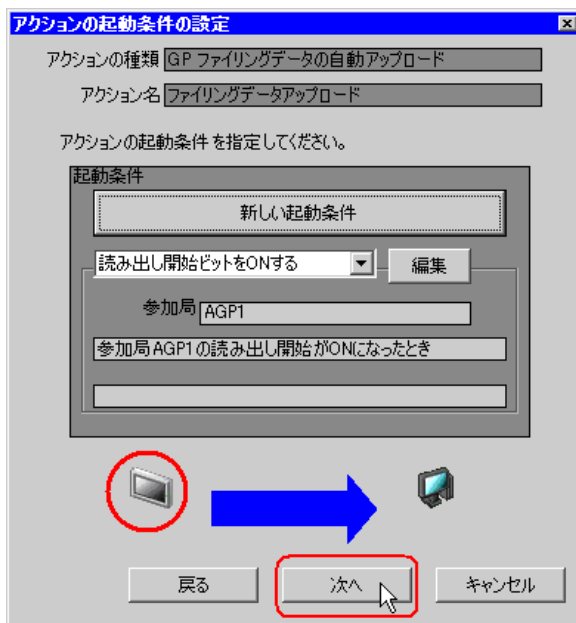 アクションの起動条件の設定
アクションの種類 GP ファイリングデータの自動アップロード
アクション名 ファイリングデータアップロード
アクションの起動条件を指定してください。
起動条件
新しい起動条件
読み出し開始ビットをONする 編集
参加局 AGP1
参加局AGP1の読み出し開始がONになったとき
戻る 次へ キャンセル